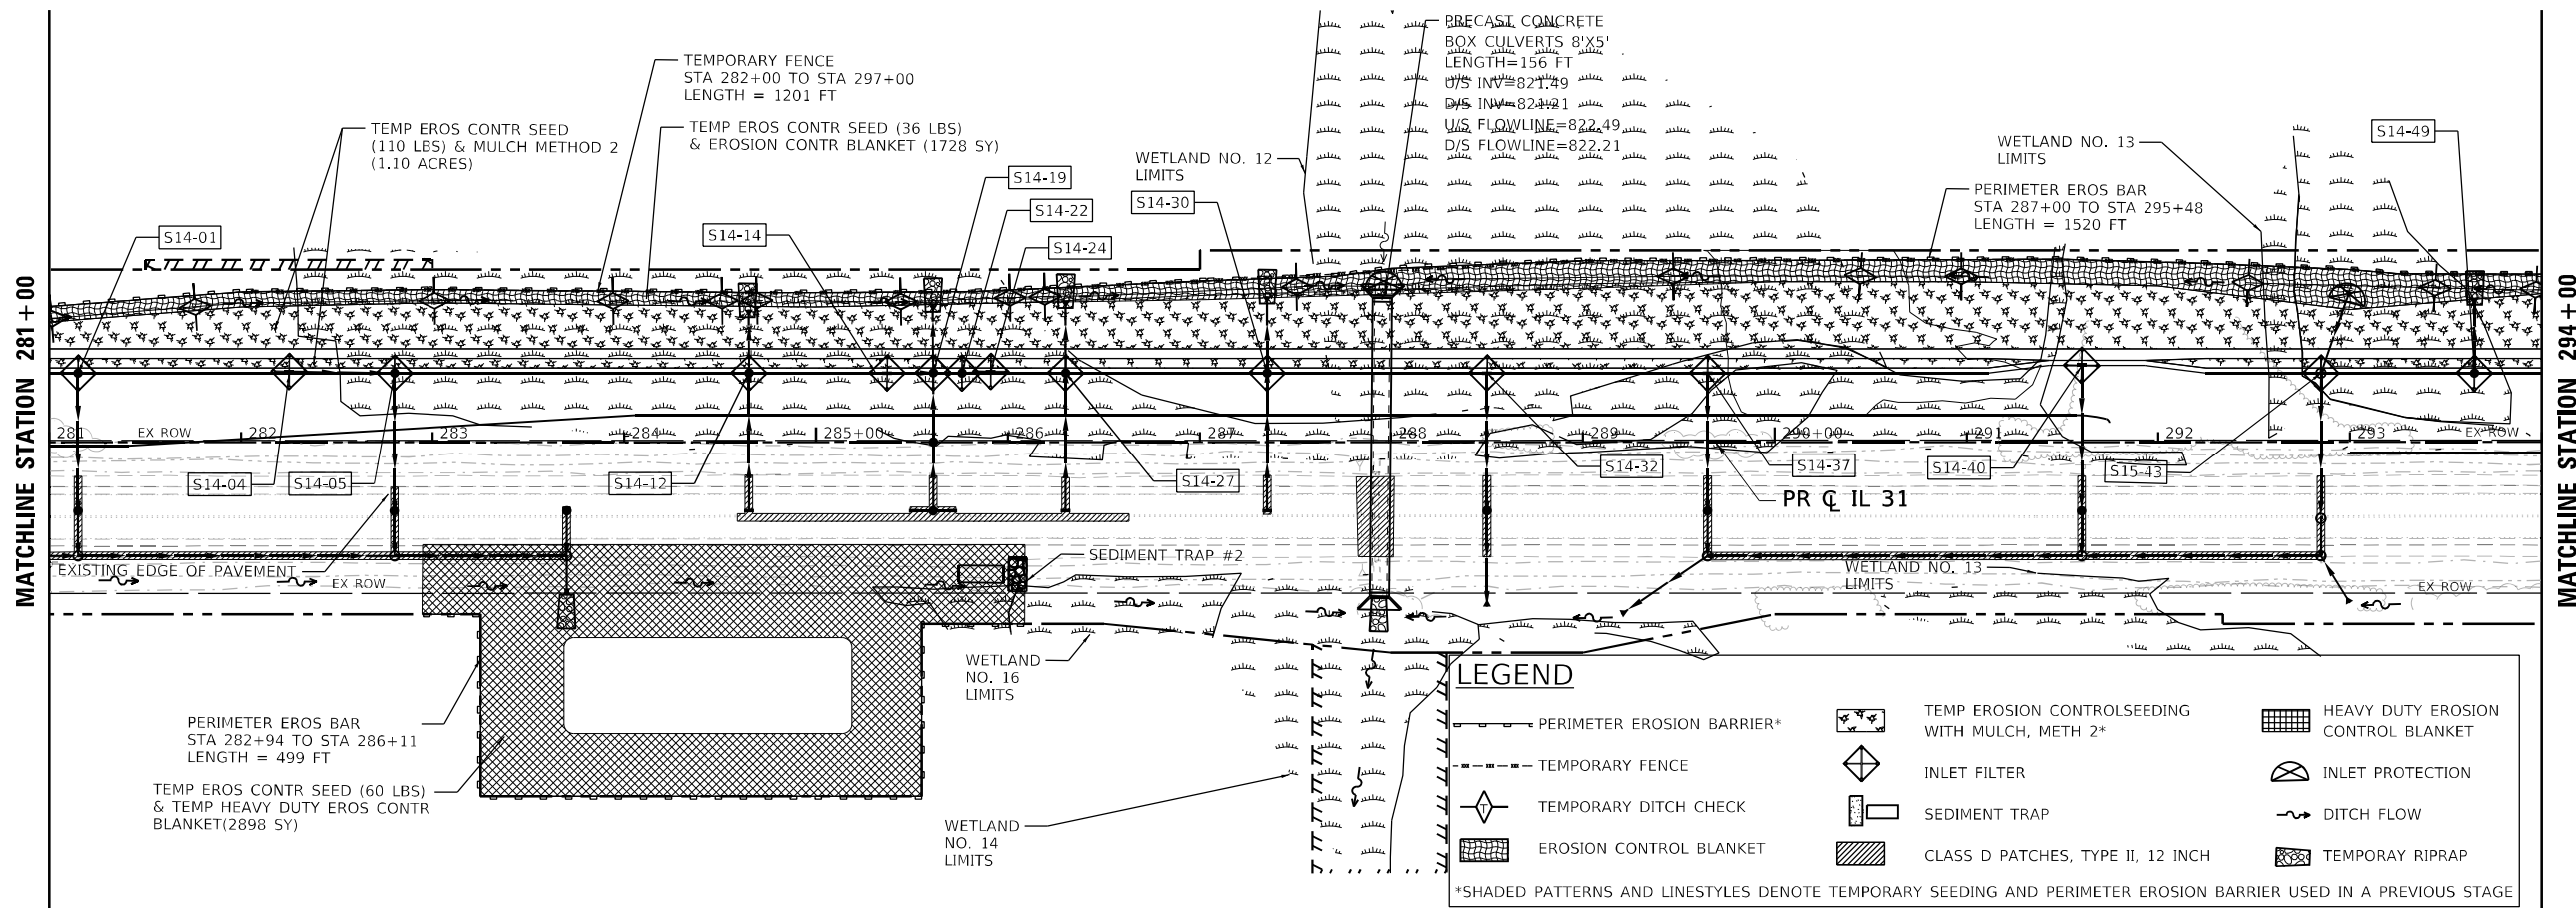 MATCHLINE STATION 281+00
TEMP EROS CONTR SEED
(110 LBS) & MULCH METHOD 2
(1.10 ACRES)
TEMPORARY FENCE
STA 282+00 TO STA 297+00
LENGTH = 1201 FT
TEMP EROS CONTR SEED (36 LBS)
& EROSION CONTR BLANKET (1728 SY)
PRECAST CONCRETE
BOX CULVERTS 8'X5'
LENGTH=156 FT
U/S INV=821.49
D/S INV=821.21
U/S FLOWLINE=822.49
D/S FLOWLINE=822.21
WETLAND NO. 12
LIMITS
WETLAND NO. 13
LIMITS
PERIMETER EROS BAR
STA 287+00 TO STA 295+48
LENGTH = 1520 FT
S14-01
S14-14
S14-19
S14-22
S14-24
S14-30
S14-49
281
EX ROW
282
283
284
285+00
286
287
288
289
290+00
291
292
293
EX ROW
S14-04
S14-05
S14-12
S14-27
S14-32
S14-37
S14-40
S15-43
PR ℄ IL 31
EXISTING EDGE OF PAVEMENT
EX ROW
SEDIMENT TRAP #2
WETLAND NO. 13
LIMITS
EX ROW
WETLAND
NO. 16
LIMITS
PERIMETER EROS BAR
STA 282+94 TO STA 286+11
LENGTH = 499 FT
TEMP EROS CONTR SEED (60 LBS)
& TEMP HEAVY DUTY EROS CONTR
BLANKET(2898 SY)
WETLAND
NO. 14
LIMITS
LEGEND
PERIMETER EROSION BARRIER*
TEMPORARY FENCE
T
TEMPORARY DITCH CHECK
EROSION CONTROL BLANKET
TEMP EROSION CONTROLSEEDING
WITH MULCH, METH 2*
INLET FILTER
SEDIMENT TRAP
CLASS D PATCHES, TYPE II, 12 INCH
HEAVY DUTY EROSION
CONTROL BLANKET
INLET PROTECTION
DITCH FLOW
TEMPORAY RIPRAP
*SHADED PATTERNS AND LINESTYLES DENOTE TEMPORARY SEEDING AND PERIMETER EROSION BARRIER USED IN A PREVIOUS STAGE
MATCHLINE STATION 294+00